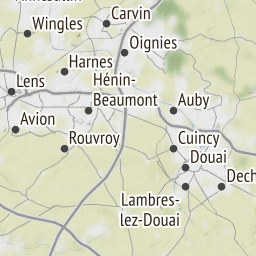 Carvin
Wingles
Oignies
Harnes
Hénin-
Beaumont
Lens
Auby
Avion
Cuincy
Rouvroy
Douai
Dech
Lambres-
lez-Douai